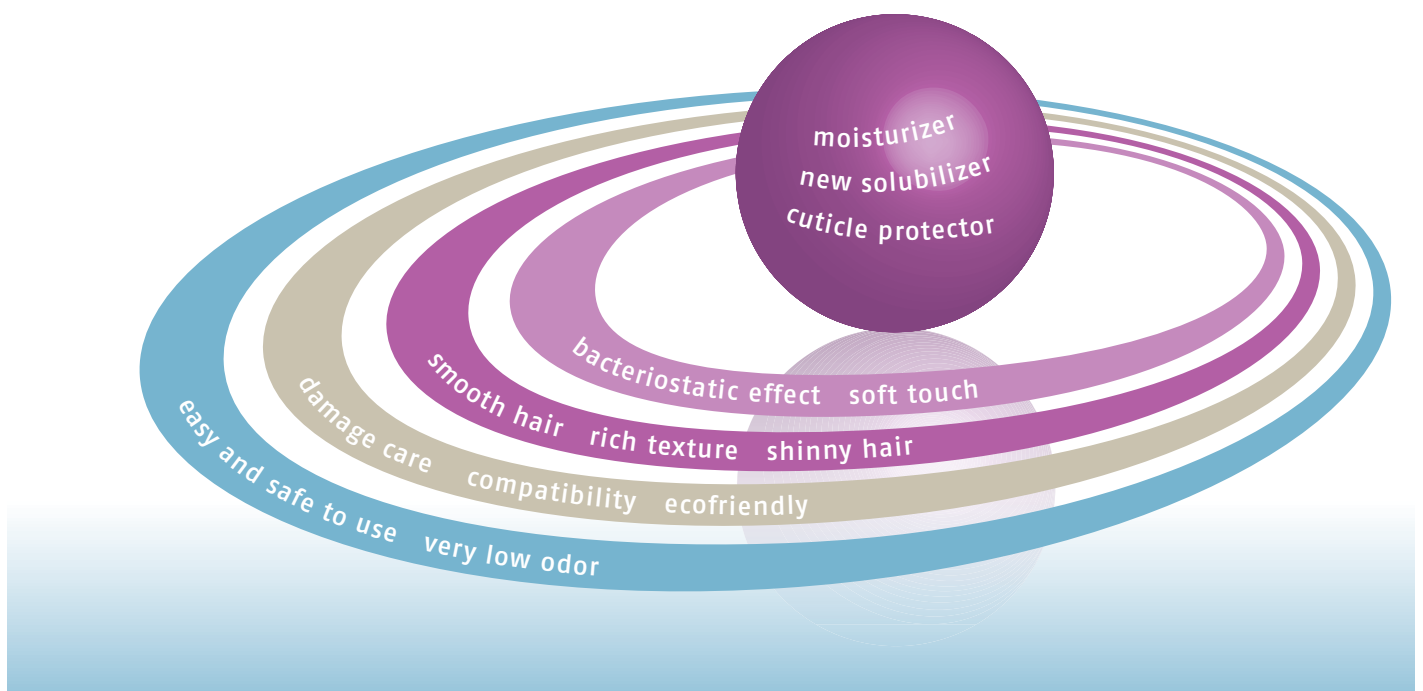 moisturizer
new solubilizer
cuticle protector
bacteriostatic effect soft touch
smooth hair rich texture shinny hair
damage care compatibility ecofriendly
easy and safe to use very low odor